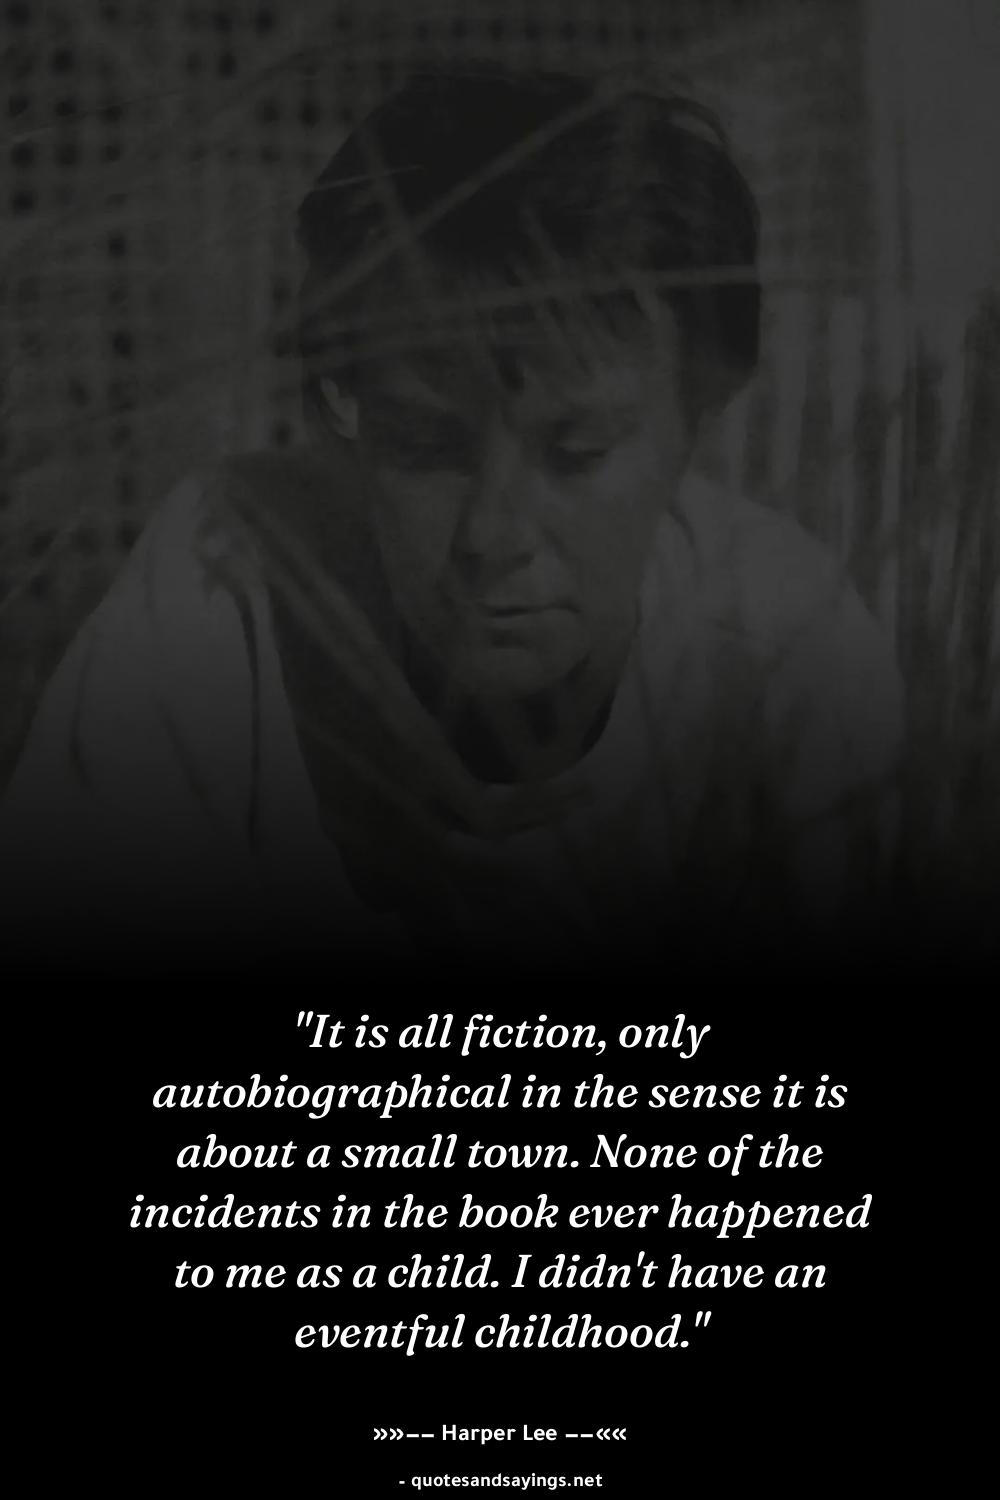 "It is all fiction, only
autobiographical in the sense it is
about a small town. None of the
incidents in the book ever happened
to me as a child. I didn't have an
eventful childhood."
»»–– Harper Lee ––««
- quotesandsayings.net